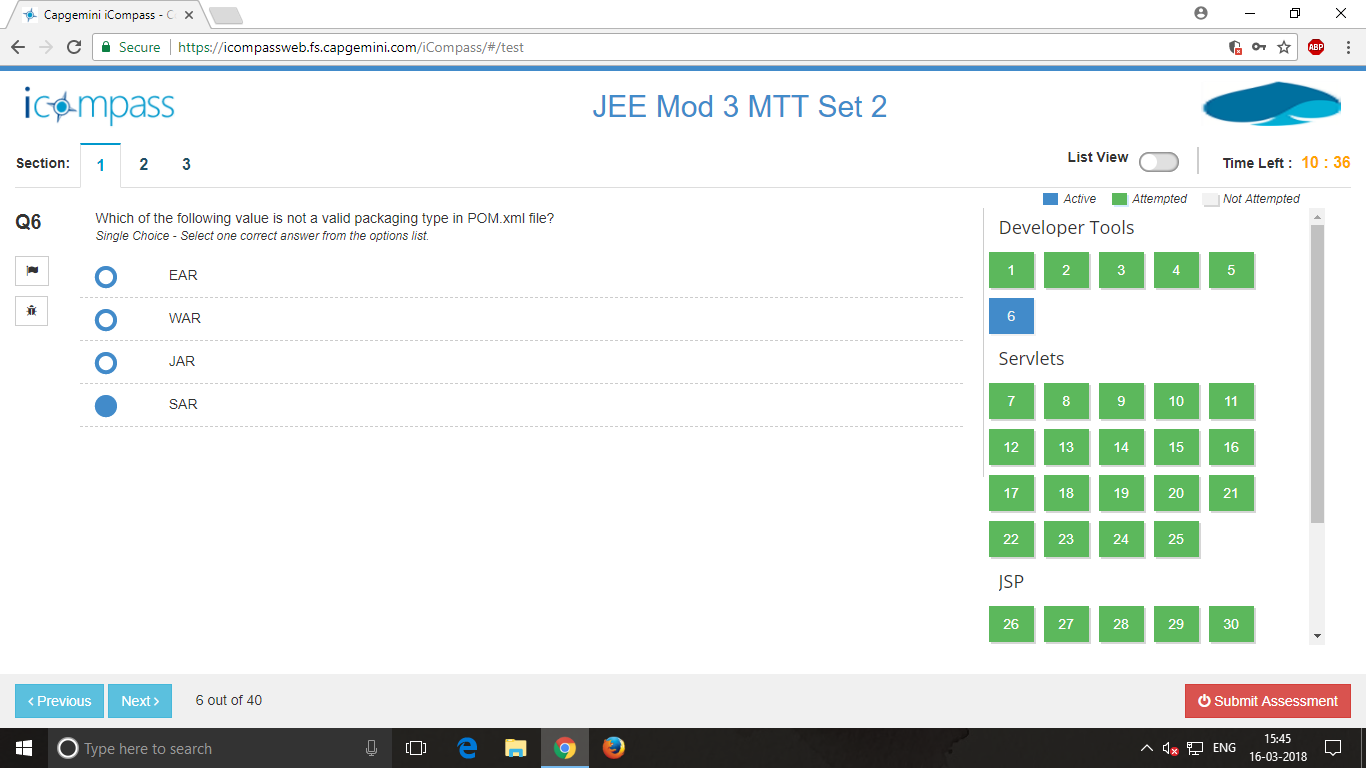 Capgemini iCompass - C
Secure
https://icompassweb.fs.capgemini.com/iCompass/#/test
ABP
icompass
JEE Mod 3 MTT Set 2
Section:
1
2
3
List View
Time Left :
10 : 36
Active
Attempted
Not Attempted
Q6
Which of the following value is not a valid packaging type in POM.xml file?
Single Choice - Select one correct answer from the options list.
EAR
WAR
JAR
SAR
Developer Tools
1 2 3 4 5
6
Servlets
7 8 9 10 11
12 13 14 15 16
17 18 19 20 21
22 23 24 25
JSP
26 27 28 29 30
‹ Previous
Next ›
6 out of 40
Submit Assessment
Type here to search
ENG
15:45
16-03-2018